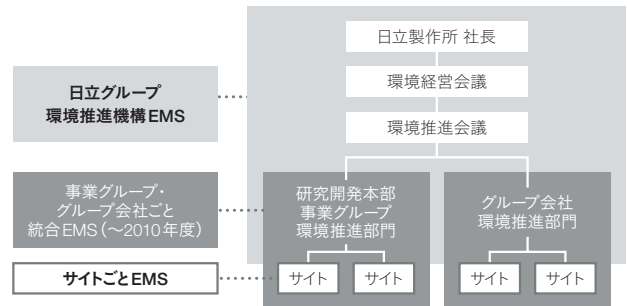 日立製作所 社長
環境経営会議
環境推進会議
日立グループ
環境推進機構EMS
事業グループ・
グループ会社ごと
統合EMS（～2010年度）
研究開発本部
事業グループ
環境推進部門
グループ会社
環境推進部門
サイトごとEMS
サイト
サイト
サイト
サイト